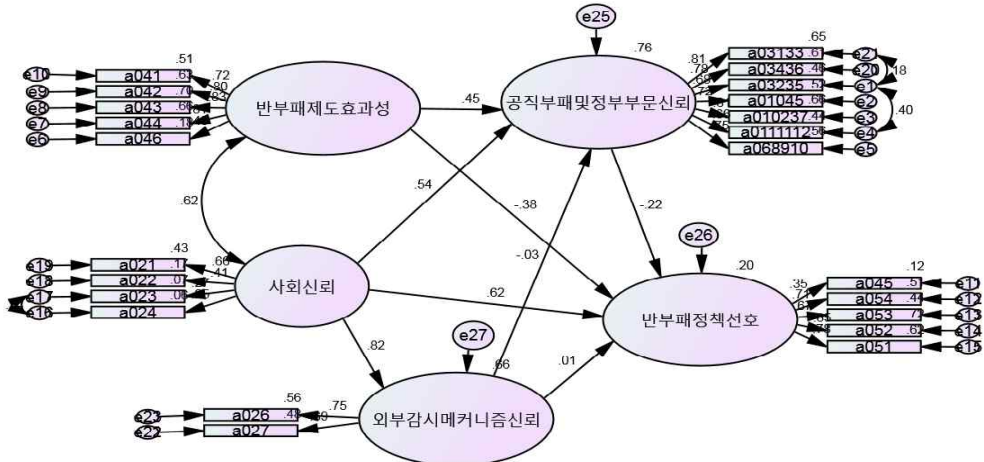 e25
.76
공직부패및정부부문신뢰
.65
.81
a03133
e21
.18
a03436
e20
a03235
e1
.40
a01045
e2
a010237
e3
a0111112
e4
a068910
e5
.51
e10
a041
.72
e9
a042
e8
a043
e7
a044
e6
a046
반부패제도효과성
.45
.62
.54
-.38
-.22
-.03
e26
.20
반부패정책선호
.43
e19
a021
.66
e18
a022
.41
e17
a023
e16
a024
사회신뢰
.62
.12
.35
a045
e11
a054
e12
a053
e13
a052
e14
a051
e15
.82
e27
.66
.01
외부감시메커니즘신뢰
.56
.75
e23
a026
e22
a027